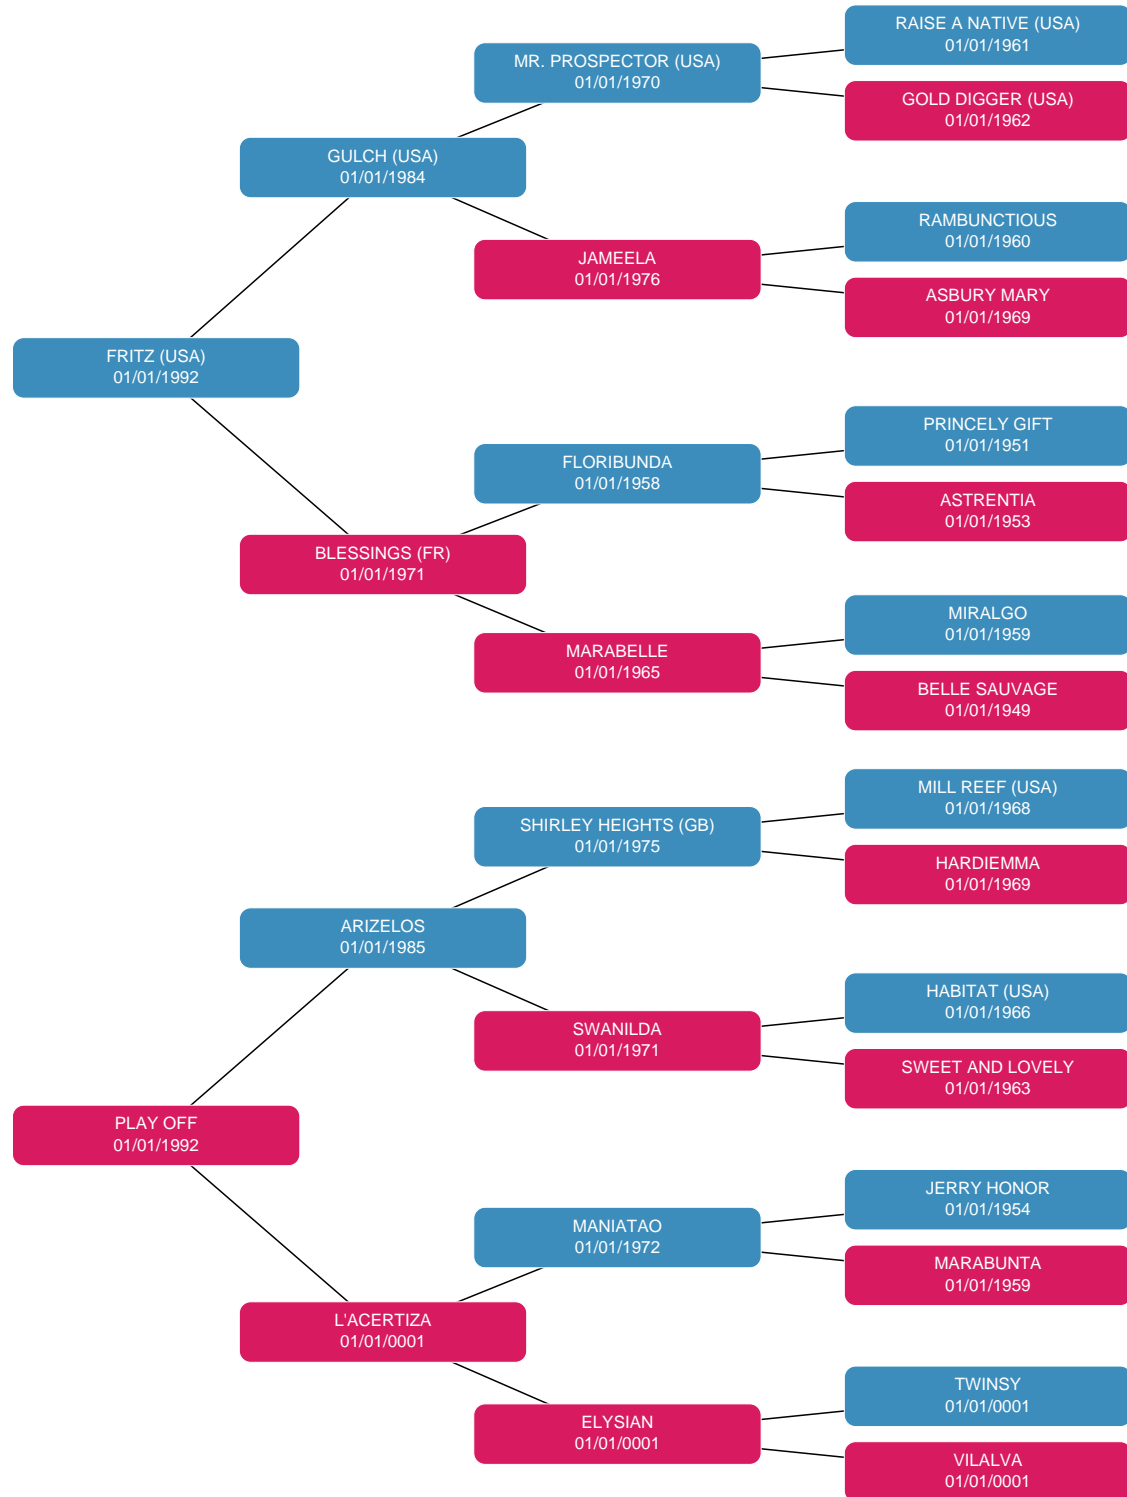 RAISE A NATIVE (USA)
01/01/1961
MR. PROSPECTOR (USA)
01/01/1970
GOLD DIGGER (USA)
01/01/1962
GULCH (USA)
01/01/1984
RAMBUNCTIOUS
01/01/1960
JAMEELA
01/01/1976
ASBURY MARY
01/01/1969
FRITZ (USA)
01/01/1992
PRINCELY GIFT
01/01/1951
FLORIBUNDA
01/01/1958
ASTRENTIA
01/01/1953
BLESSINGS (FR)
01/01/1971
MIRALGO
01/01/1959
MARABELLE
01/01/1965
BELLE SAUVAGE
01/01/1949
MILL REEF (USA)
01/01/1968
SHIRLEY HEIGHTS (GB)
01/01/1975
HARDIEMMA
01/01/1969
ARIZELOS
01/01/1985
HABITAT (USA)
01/01/1966
SWANILDA
01/01/1971
SWEET AND LOVELY
01/01/1963
PLAY OFF
01/01/1992
JERRY HONOR
01/01/1954
MANIATAO
01/01/1972
MARABUNTA
01/01/1959
L'ACERTIZA
01/01/0001
TWINSY
01/01/0001
ELYSIAN
01/01/0001
VILALVA
01/01/0001